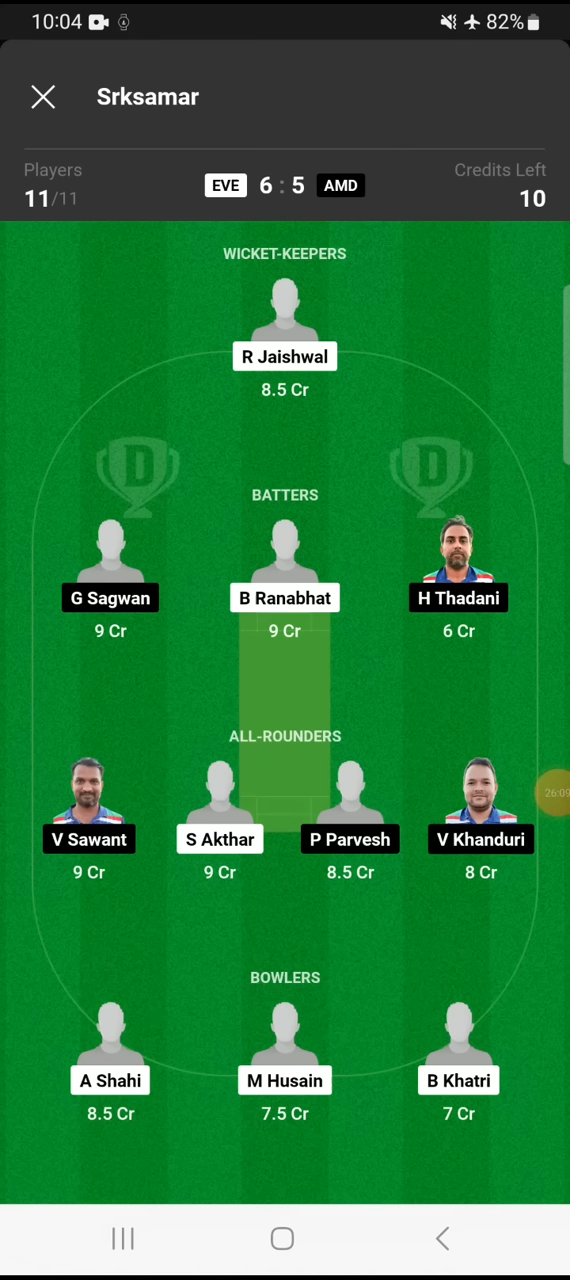 10:04 82%
Srksamar
Players Credits Left
11/11 EVE 6 : 5 AMD 10
WICKET-KEEPERS
R Jaishwal
8.5 Cr
D D
BATTERS
G Sagwan B Ranabhat H Thadani
9 Cr 9 Cr 6 Cr
ALL-ROUNDERS
26:09
V Sawant S Akthar P Parvesh V Khanduri
9 Cr 9 Cr 8.5 Cr 8 Cr
BOWLERS
A Shahi M Husain B Khatri
8.5 Cr 7.5 Cr 7 Cr